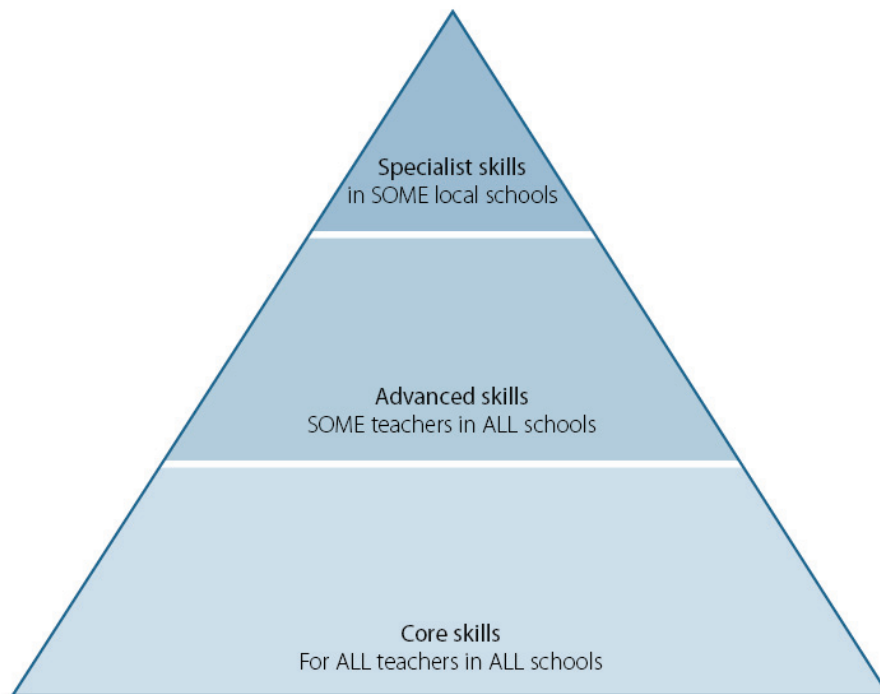 Specialist skills
in SOME local schools
Advanced skills
SOME teachers in ALL schools
Core skills
For ALL teachers in ALL schools